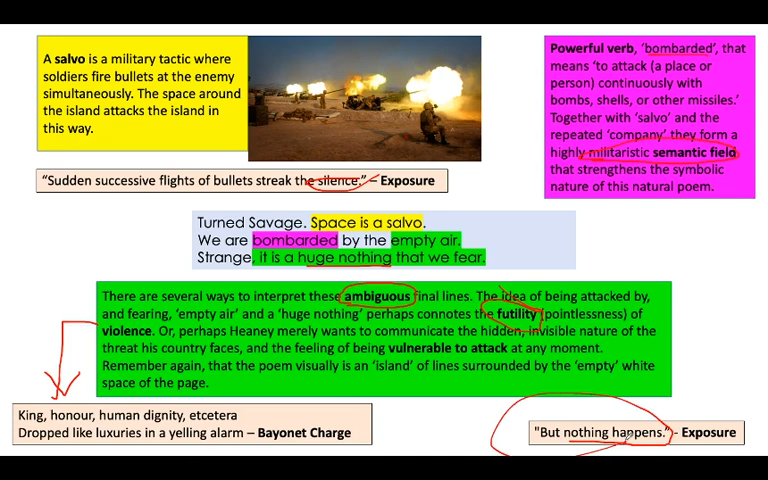 A salvo is a military tactic where
soldiers fire bullets at the enemy
simultaneously. The space around
the island attacks the island in
this way.
Powerful verb, ‘bombarded’, that
means ‘to attack (a place or
person) continuously with
bombs, shells, or other missiles.’
Together with ‘salvo’ and the
repeated ‘company’ they form a
highly militaristic semantic field
that strengthens the symbolic
nature of this natural poem.
“Sudden successive flights of bullets streak the silence.” – Exposure
Turned Savage. Space is a salvo.
We are bombarded by the empty air.
Strange, it is a huge nothing that we fear.
There are several ways to interpret these ambiguous final lines. The idea of being attacked by,
and fearing, ‘empty air’ and a ‘huge nothing’ perhaps connotes the futility (pointlessness) of
violence. Or, perhaps Heaney merely wants to communicate the hidden, invisible nature of the
threat his country faces, and the feeling of being vulnerable to attack at any moment.
Remember again, that the poem visually is an ‘island’ of lines surrounded by the ‘empty’ white
space of the page.
King, honour, human dignity, etcetera
Dropped like luxuries in a yelling alarm – Bayonet Charge
"But nothing happens.” - Exposure